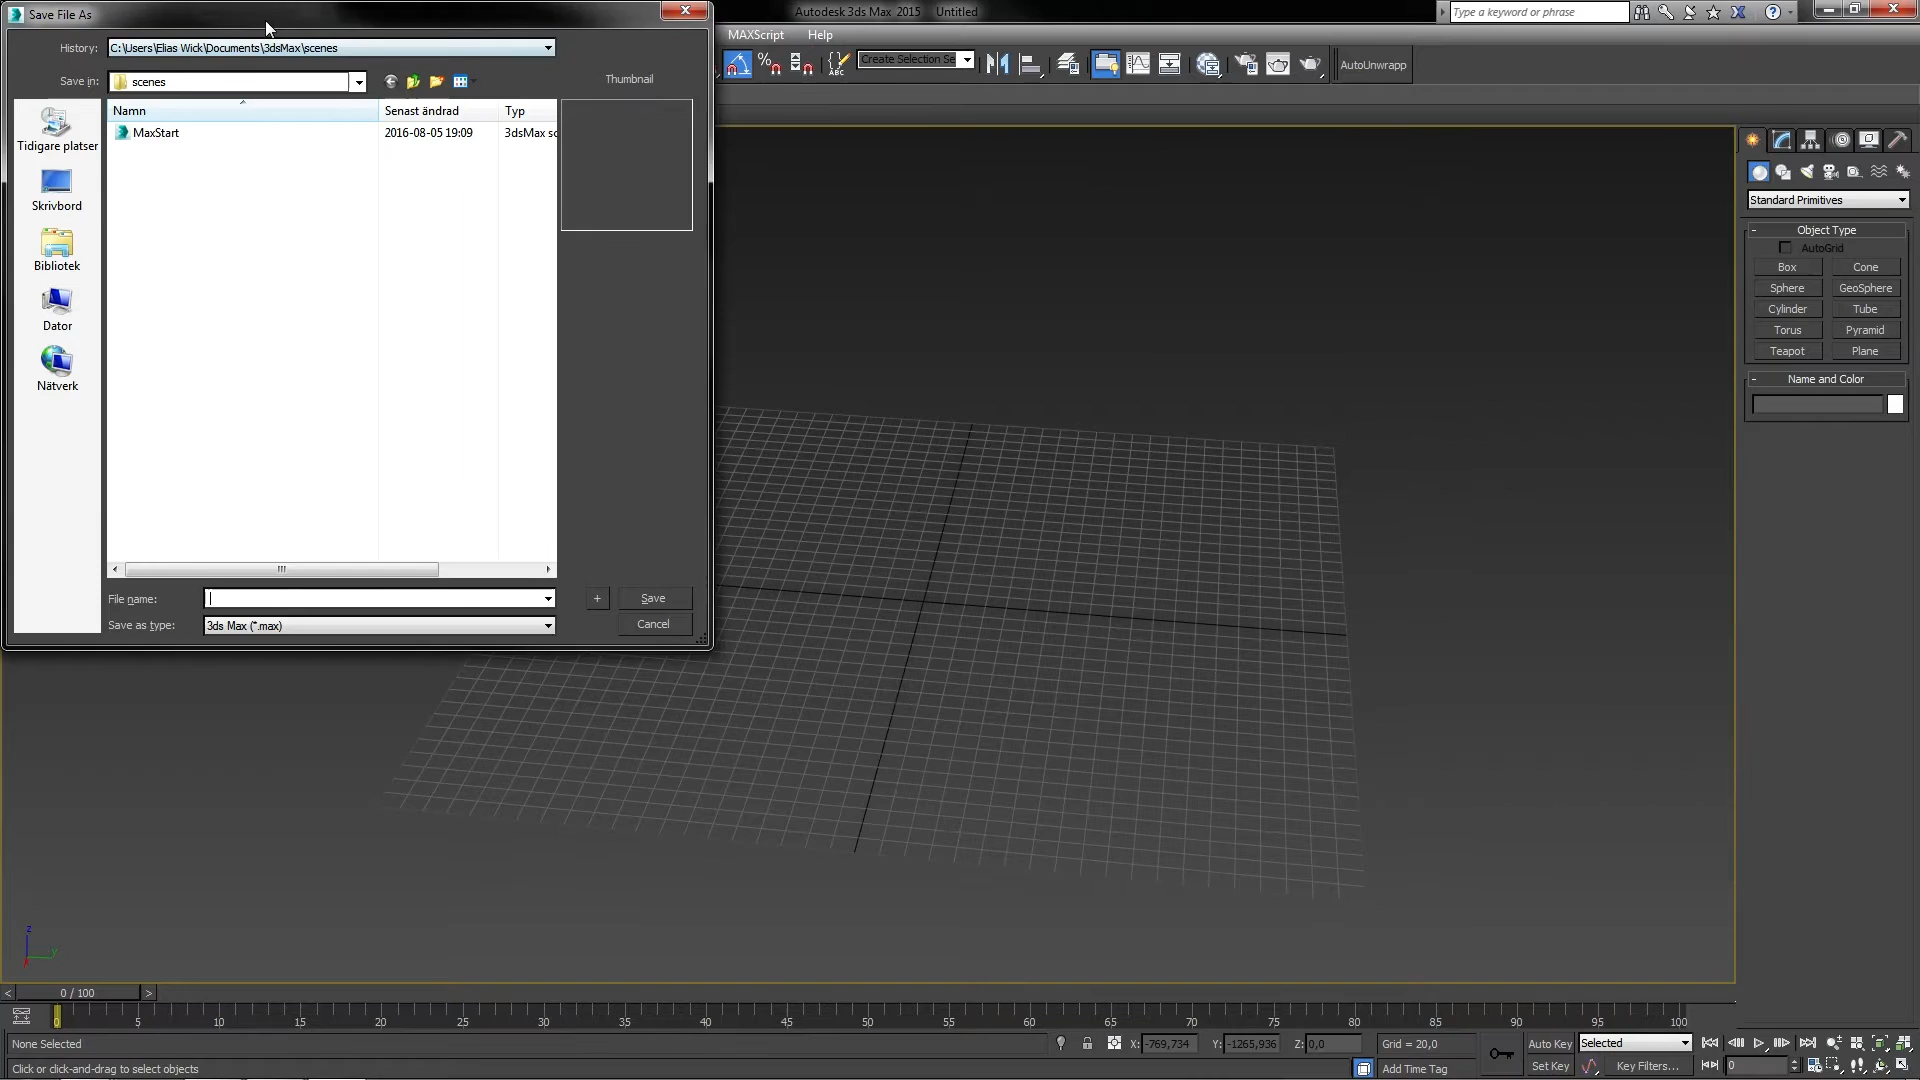 Save File As
Autodesk 3ds Max 2015 Untitled
Type a keyword or phrase
History: C:\Users\Elias Wick\Documents\3dsMax\scenes
MAXScript Help
Save in: scenes
Thumbnail
Create Selection Se
AutoUnwrapp
Namn Senast ändrad Typ
MaxStart 2016-08-05 19:09 3dsMax sc
Tidigare platser
Skrivbord
Bibliotek
Dator
Nätverk
Standard Primitives
- Object Type
AutoGrid
Box Cone
Sphere GeoSphere
Cylinder Tube
Torus Pyramid
Teapot Plane
- Name and Color
File name:
+ Save
Save as type: 3ds Max (*.max)
Cancel
z
y
< 0 / 100 >
0 5 10 15 20 25 30 35 40 45 50 55 60 65 70 75 80 85 90 95 100
None Selected
X: -769,734 Y: -1265,936 Z: 0,0 Grid = 20,0
Auto Key Selected
Click or click-and-drag to select objects
Add Time Tag
Set Key Key Filters... 0